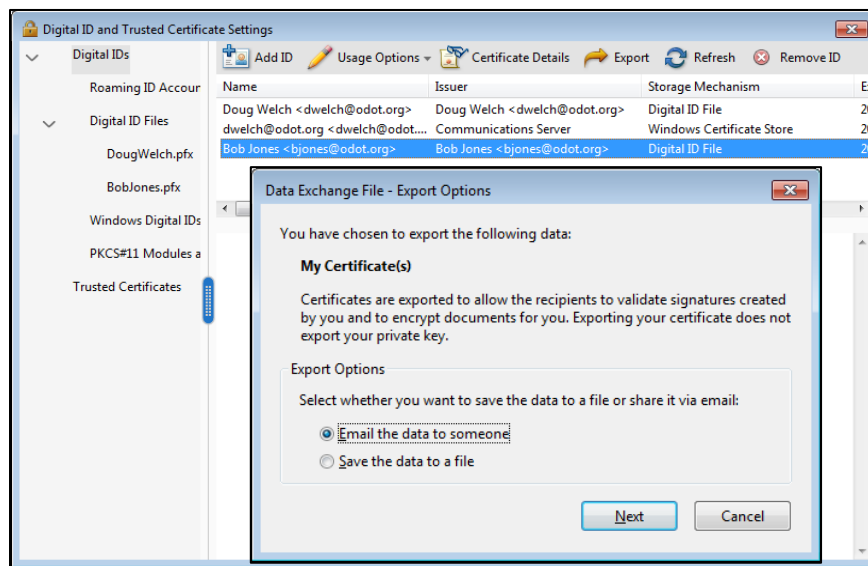 Digital ID and Trusted Certificate Settings
Digital IDs
Add ID Usage Options Certificate Details Export Refresh Remove ID
Roaming ID Accour
Name Issuer Storage Mechanism E
Digital ID Files
Doug Welch <dwelch@odot.org> Doug Welch <dwelch@odot.org> Digital ID File 2
dwelch@odot.org <dwelch@odot.... Communications Server Windows Certificate Store 2
Bob Jones <bjones@odot.org> Bob Jones <bjones@odot.org> Digital ID File 2
DougWelch.pfx
BobJones.pfx
Windows Digital IDs
PKCS#11 Modules a
Trusted Certificates
Data Exchange File - Export Options
You have chosen to export the following data:
My Certificate(s)
Certificates are exported to allow the recipients to validate signatures created
by you and to encrypt documents for you. Exporting your certificate does not
export your private key.
Export Options
Select whether you want to save the data to a file or share it via email:
Email the data to someone
Save the data to a file
Next Cancel